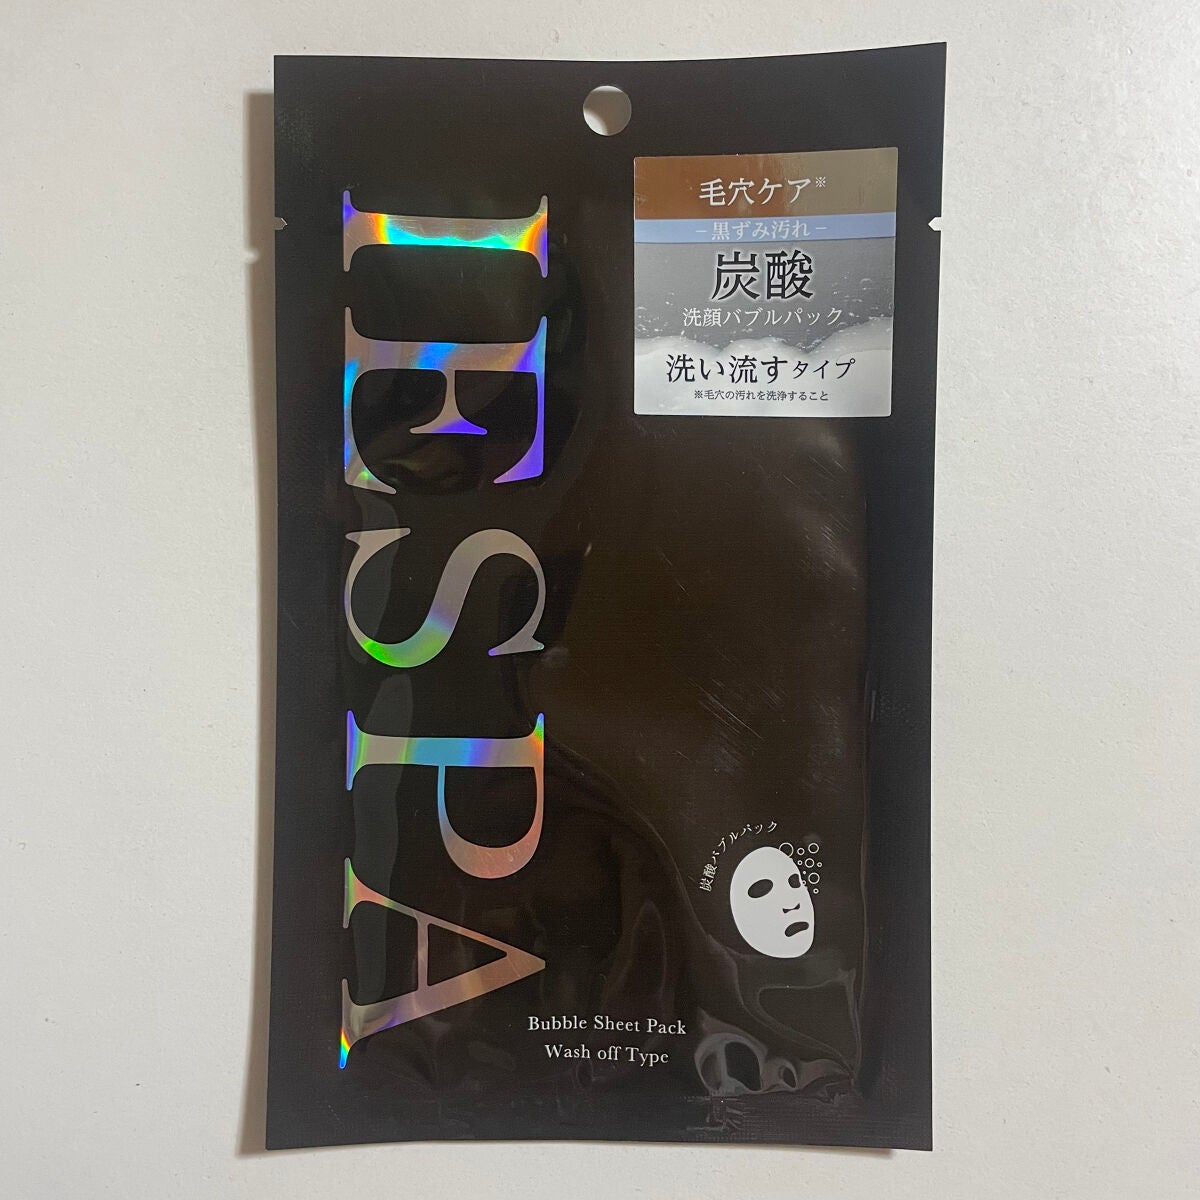 IESPA
毛穴ケア※
-黒ずみ汚れ-
炭酸
洗顔バブルパック
洗い流すタイプ
※毛穴の汚れを洗浄すること
炭酸バブルパック
Bubble Sheet Pack
Wash off Type